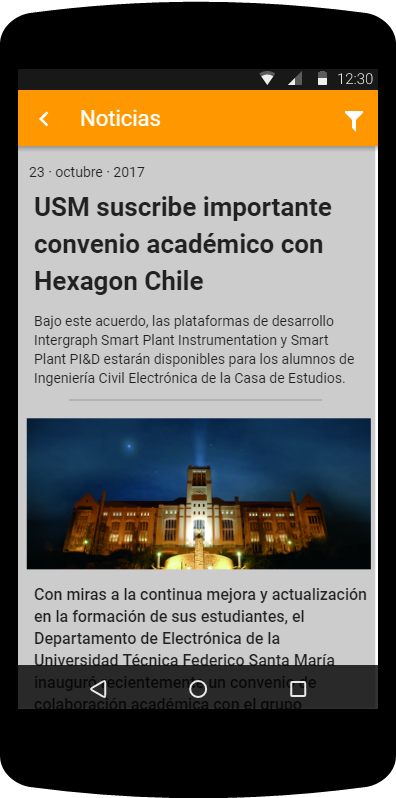 12:30
Noticias
23 · octubre · 2017
USM suscribe importante
convenio académico con
Hexagon Chile
Bajo este acuerdo, las plataformas de desarrollo
Intergraph Smart Plant Instrumentation y Smart
Plant PI&D estarán disponibles para los alumnos de
Ingeniería Civil Electrónica de la Casa de Estudios.
Con miras a la continua mejora y actualización
en la formación de sus estudiantes, el
Departamento de Electrónica de la
Universidad Técnica Federico Santa María
inauguró recientemente un convenio de
colaboración académica con el grupo